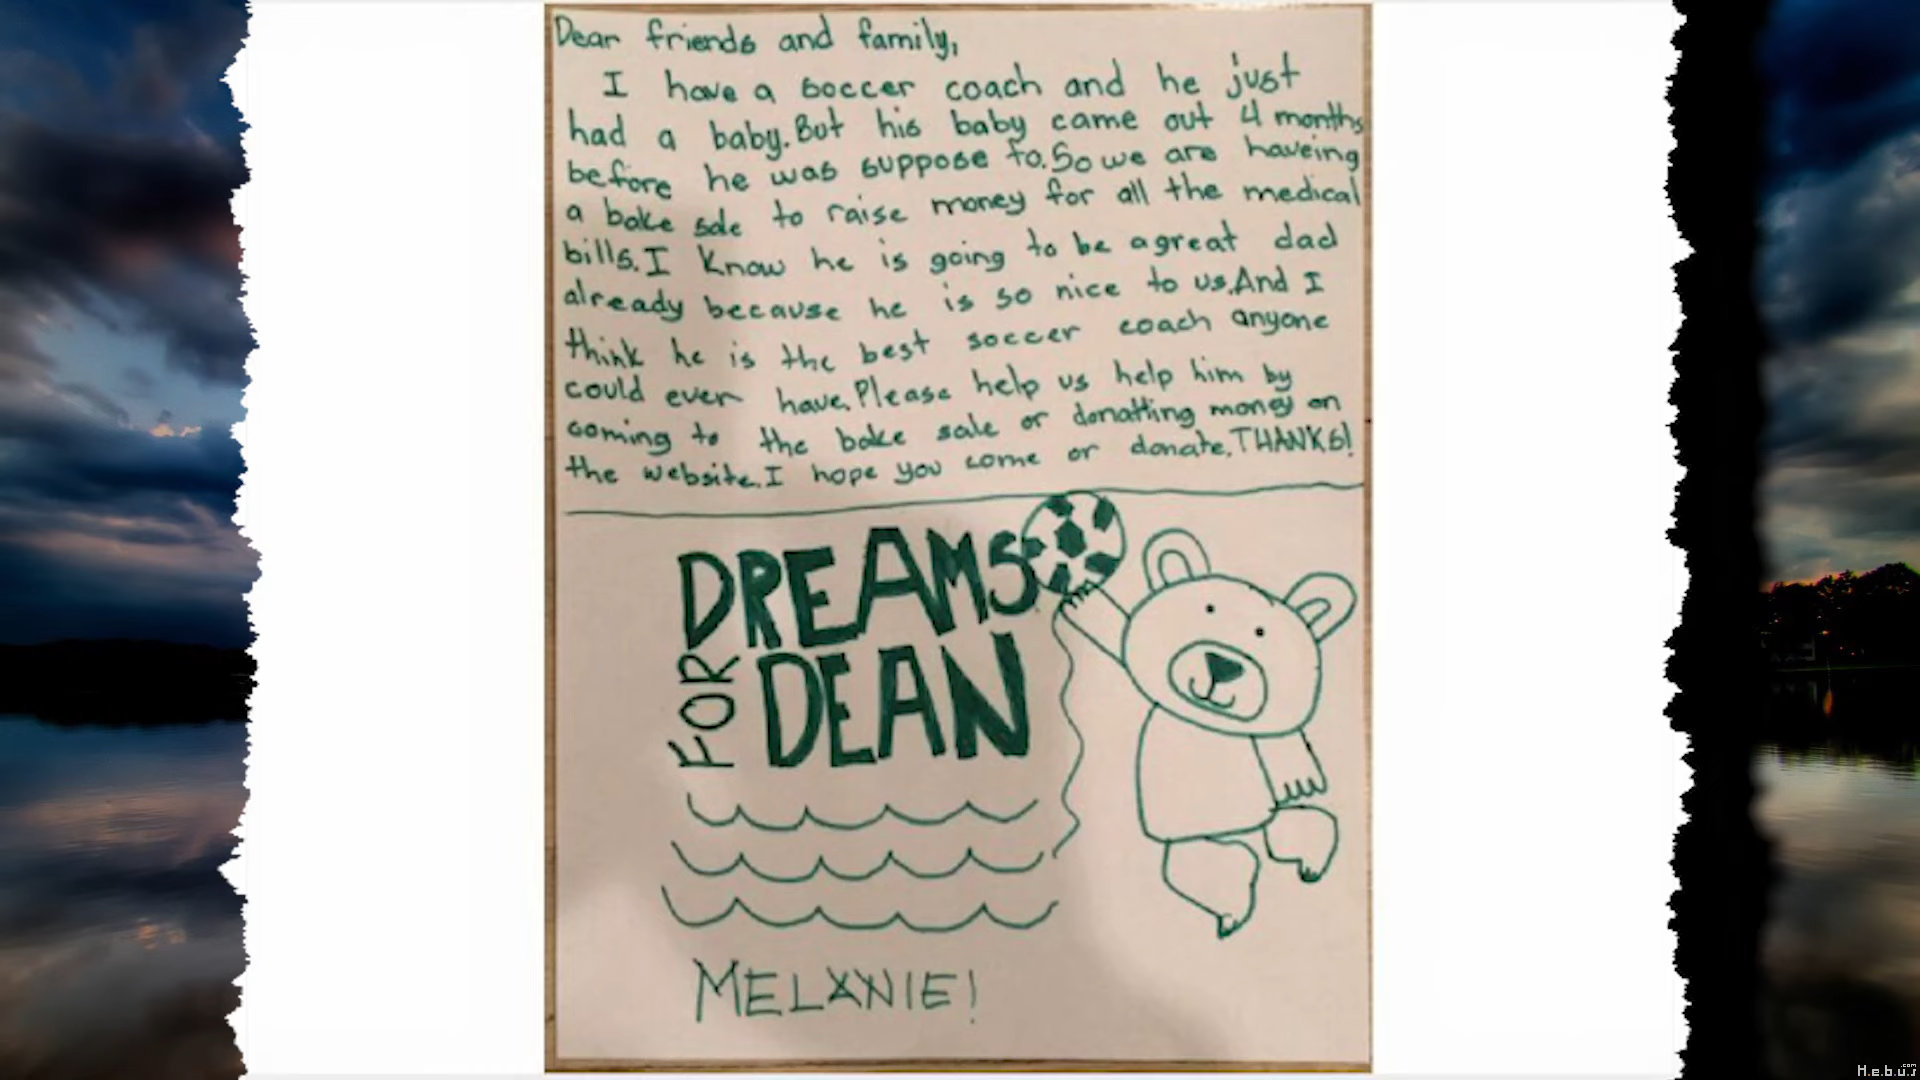 Dear friends and family,
I have a soccer coach and he just
had a baby. But his baby came out 4 months
before he was suppose to. So we are haveing
a bake sale to raise money for all the medical
bills. I know he is going to be a great dad
already because he is so nice to us. And I
think he is the best soccer coach anyone
could ever have. Please help us help him by
coming to the bake sale or donatting money on
the website. I hope you come or donate. THANKS!
DREAMS
FOR DEAN
MELANIE!
H.e.b.u.s
.com